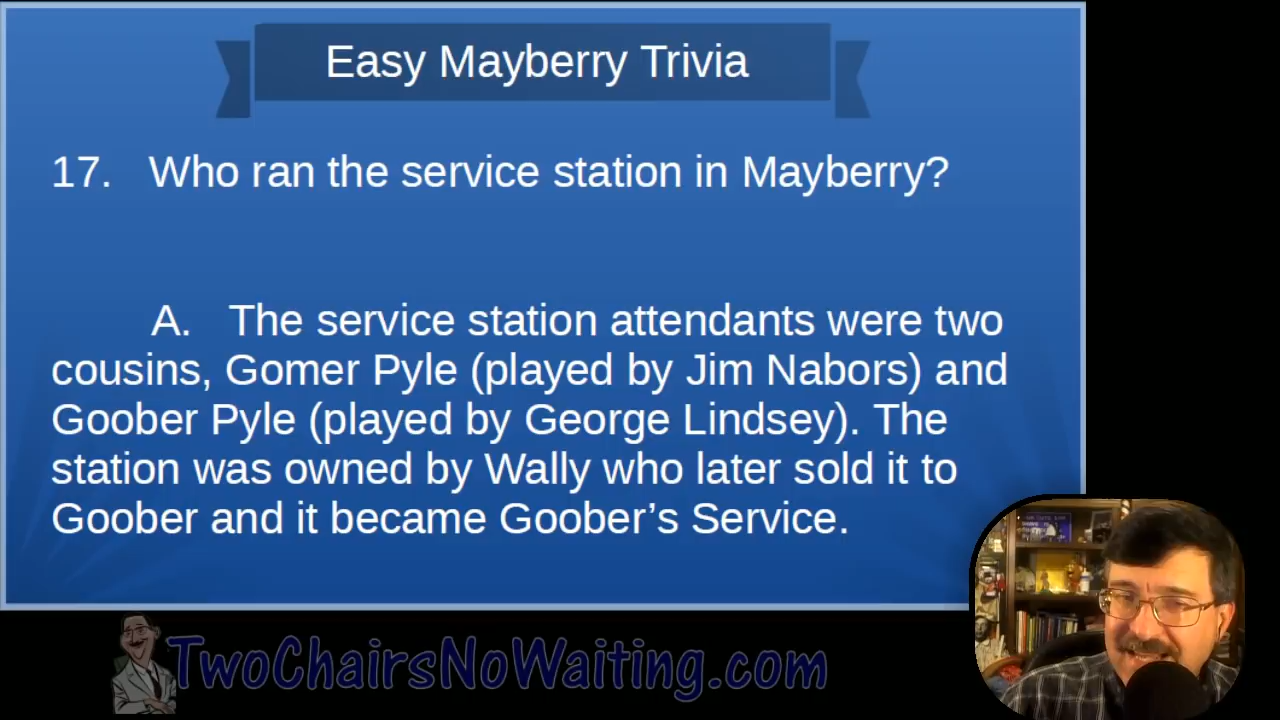 Easy Mayberry Trivia
17. Who ran the service station in Mayberry?
A. The service station attendants were two
cousins, Gomer Pyle (played by Jim Nabors) and
Goober Pyle (played by George Lindsey). The
station was owned by Wally who later sold it to
Goober and it became Goober’s Service.
TwoChairsNoWaiting.com